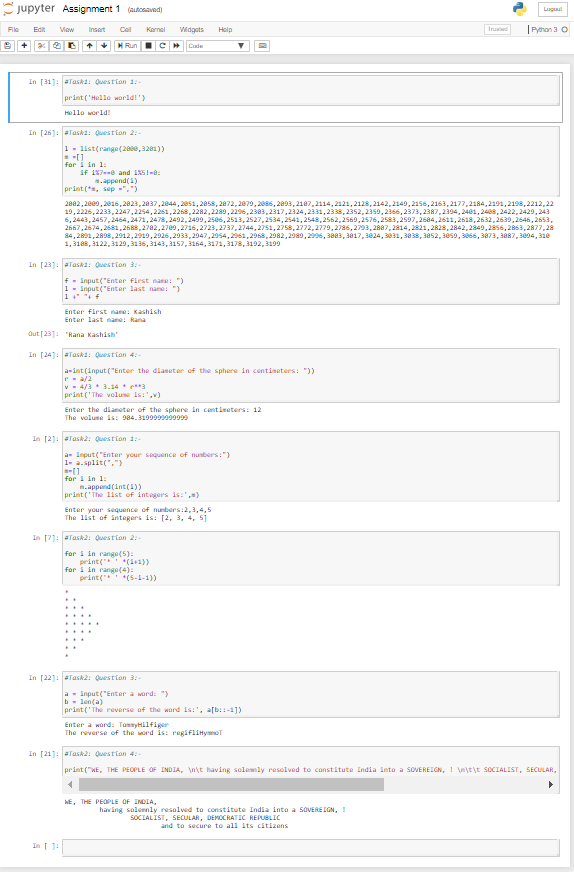 jupyter Assignment 1 (autosaved)
Logout
File Edit View Insert Cell Kernel Widgets Help
Trusted
Python 3
Run
Code
In [31]: #Task1: Question 1:-
print('Hello world!')
Hello world!
In [26]: #Task1: Question 2:-
l = list(range(2000,3201))
m =[]
for i in l:
if i%7==0 and i%5!=0:
m.append(i)
print(*m, sep =",")
2002,2009,2016,2023,2037,2044,2051,2058,2072,2079,2086,2093,2107,2114,2121,2128,2142,2149,2156,2163,2177,2184,2191,2198,2212,22
19,2226,2233,2247,2254,2261,2268,2282,2289,2296,2303,2317,2324,2331,2338,2352,2359,2366,2373,2387,2394,2401,2408,2422,2429,243
6,2443,2457,2464,2471,2478,2492,2499,2506,2513,2527,2534,2541,2548,2562,2569,2576,2583,2597,2604,2611,2618,2632,2639,2646,2653,
2667,2674,2681,2688,2702,2709,2716,2723,2737,2744,2751,2758,2772,2779,2786,2793,2807,2814,2821,2828,2842,2849,2856,2863,2877,28
84,2891,2898,2912,2919,2926,2933,2947,2954,2961,2968,2982,2989,2996,3003,3017,3024,3031,3038,3052,3059,3066,3073,3087,3094,310
1,3108,3122,3129,3136,3143,3157,3164,3171,3178,3192,3199
In [23]: #Task1: Question 3:-
f = input("Enter first name: ")
l = input("Enter last name: ")
l +" "+ f
Enter first name: Kashish
Enter last name: Rana
Out[23]: 'Rana Kashish'
In [24]: #Task1: Question 4:-
a=int(input("Enter the diameter of the sphere in centimeters: "))
r = a/2
v = 4/3 * 3.14 * r**3
print('The volume is:',v)
Enter the diameter of the sphere in centimeters: 12
The volume is: 904.3199999999999
In [2]: #Task2: Question 1:-
a= input("Enter your sequence of numbers:")
l= a.split(",")
m=[]
for i in l:
m.append(int(i))
print('The list of integers is:',m)
Enter your sequence of numbers:2,3,4,5
The list of integers is: [2, 3, 4, 5]
In [7]: #Task2: Question 2:-
for i in range(5):
print('* ' *(i+1))
for i in range(4):
print('* ' *(5-i-1))
*
* *
* * *
* * * *
* * * * *
* * * *
* * *
* *
*
In [22]: #Task2: Question 3:-
a = input("Enter a word: ")
b = len(a)
print('The reverse of the word is:', a[b::-1])
Enter a word: TommyHilfiger
The reverse of the word is: regifliHymmoT
In [21]: #Task2: Question 4:-
print("WE, THE PEOPLE OF INDIA, \n\t having solemnly resolved to constitute India into a SOVEREIGN, ! \n\t\t SOCIALIST, SECULAR,
WE, THE PEOPLE OF INDIA,
having solemnly resolved to constitute India into a SOVEREIGN, !
SOCIALIST, SECULAR, DEMOCRATIC REPUBLIC
and to secure to all its citizens
In [ ]: